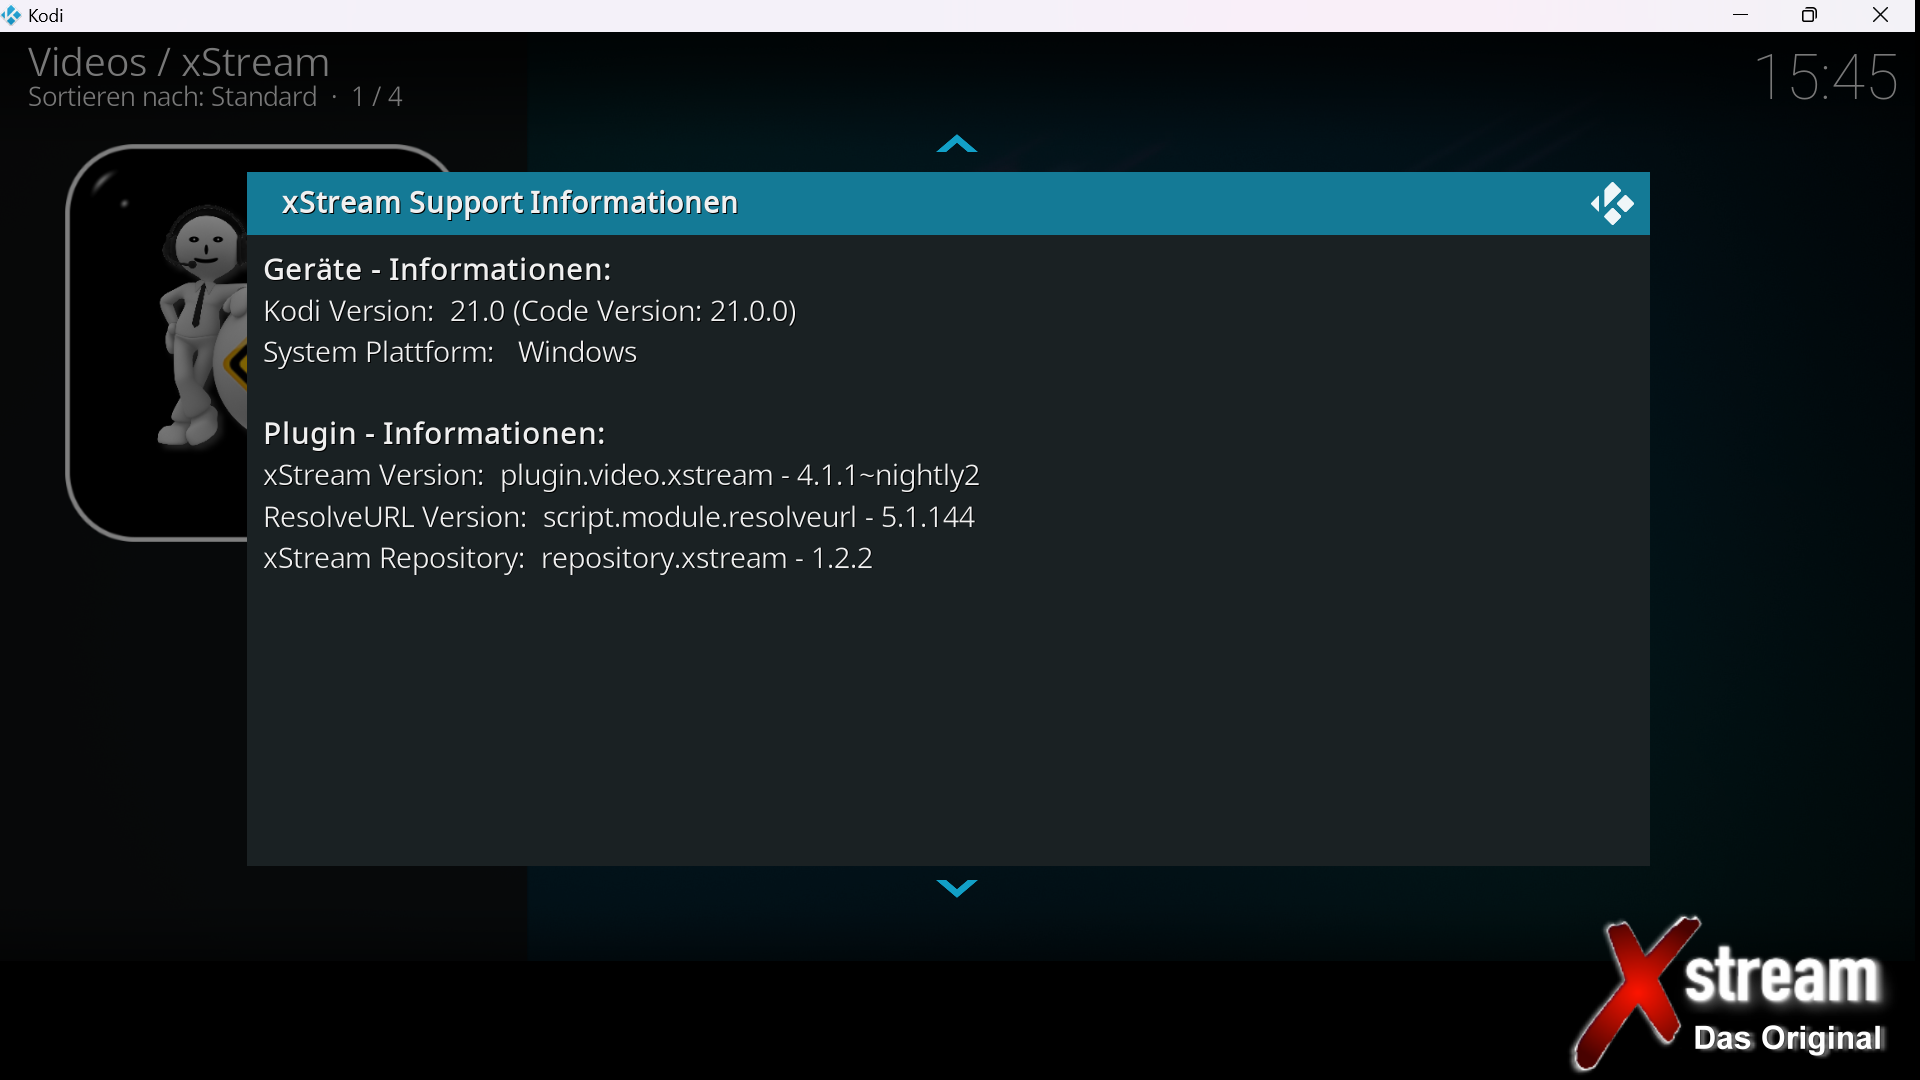 Kodi
Videos / xStream
Sortieren nach: Standard · 1 / 4
15:45
xStream Support Informationen
Geräte - Informationen:
Kodi Version: 21.0 (Code Version: 21.0.0)
System Plattform: Windows
Plugin - Informationen:
xStream Version: plugin.video.xstream - 4.1.1~nightly2
ResolveURL Version: script.module.resolveurl - 5.1.144
xStream Repository: repository.xstream - 1.2.2
Xstream
Das Original